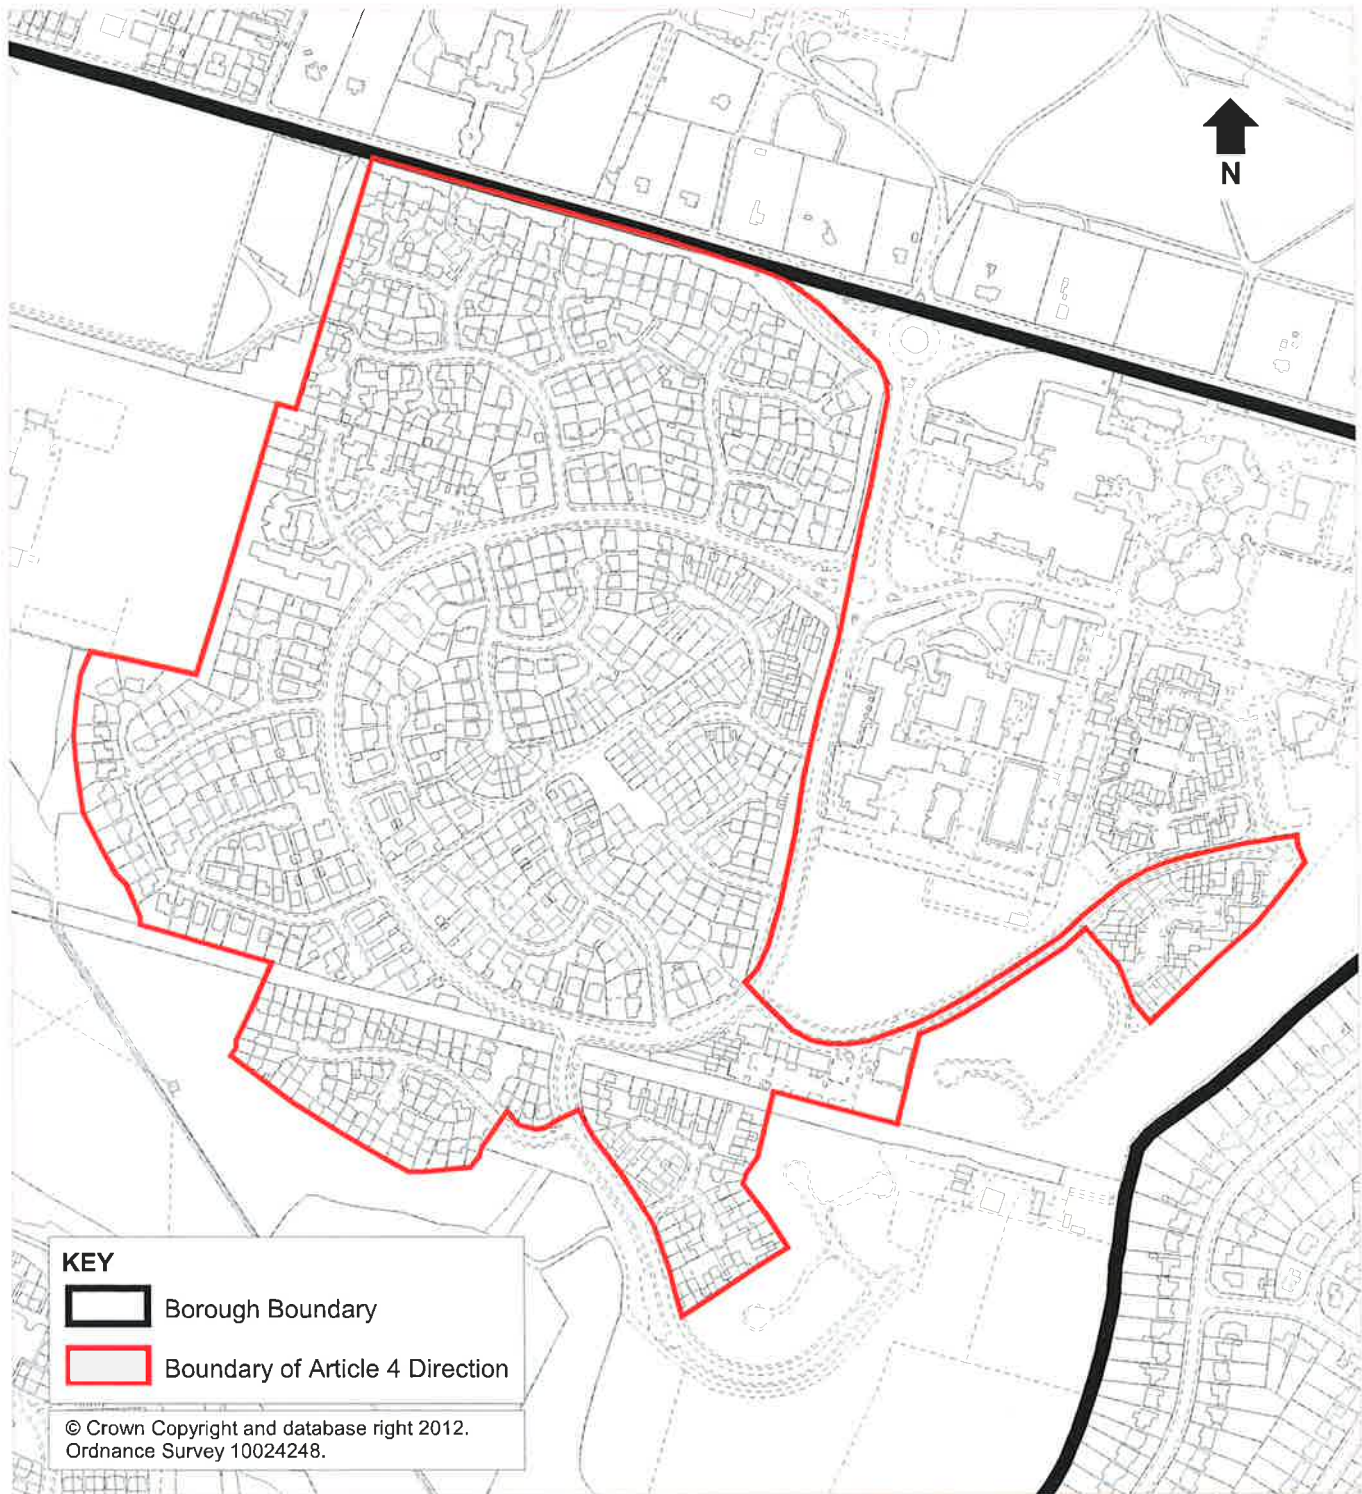 N
KEY
Borough Boundary
Boundary of Article 4 Direction
© Crown Copyright and database right 2012.
Ordnance Survey 10024248.